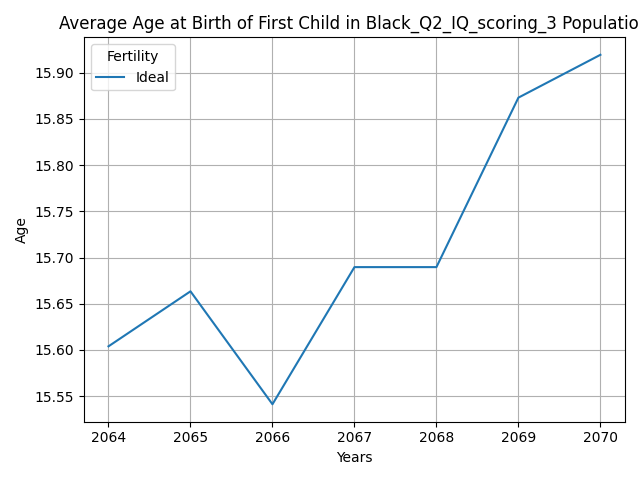 Average Age at Birth of First Child in Black_Q2_IQ_scoring_3 Populatio
Fertility
Ideal
15.90
15.85
15.80
15.75
15.70
15.65
15.60
15.55
Age
2064 2065 2066 2067 2068 2069 2070
Years